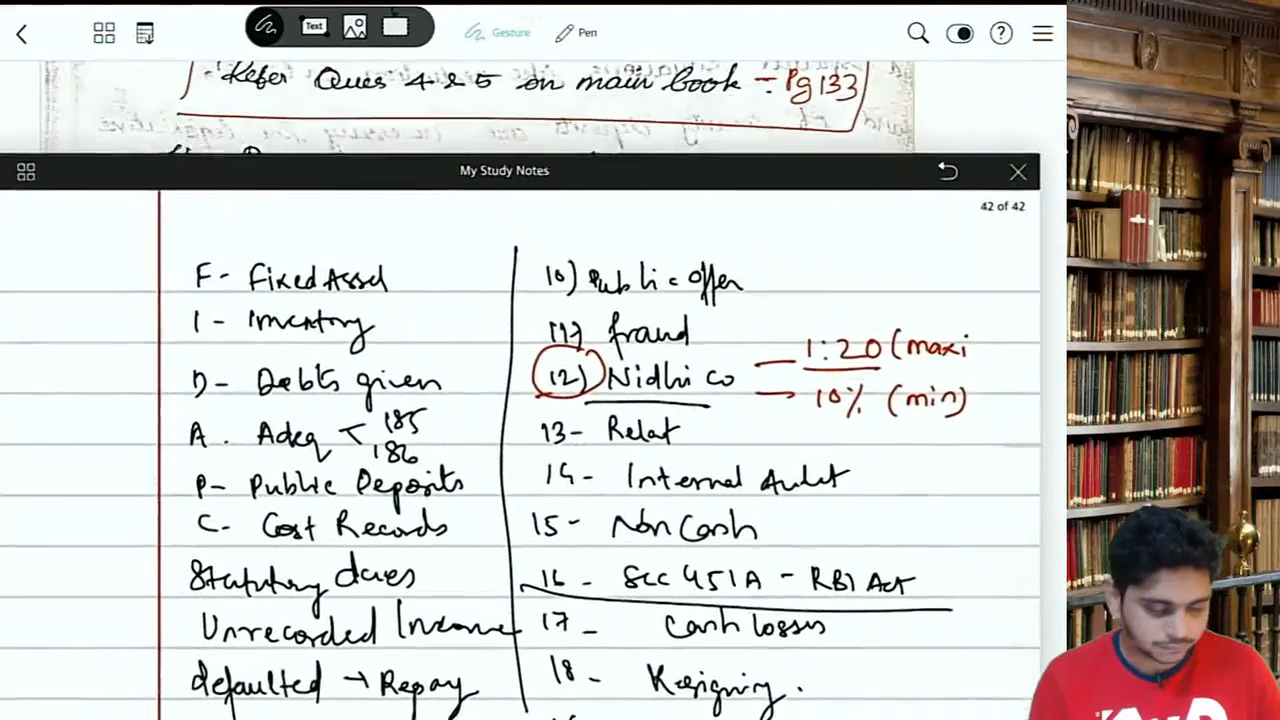 Text
Gesture
Pen
Refer Ques 4 & 5 on main book - Pg 133
My Study Notes
42 of 42
F- Fixed Asset
I - Inventory
D- Debts given
A. Adeq < 185
186
P- Public Deposits
C- Cost Records
Statutory dues
Unrecorded Income
defaulted → Repay
10) Public offer
11) fraud
12) Nidhi co — 1:20 (maxi
— 10% (min)
13- Relat
14- Internal Audit
15- Non Cash
16- Sec 451A - RBI Act
17- Cash losses
18- Resigning.